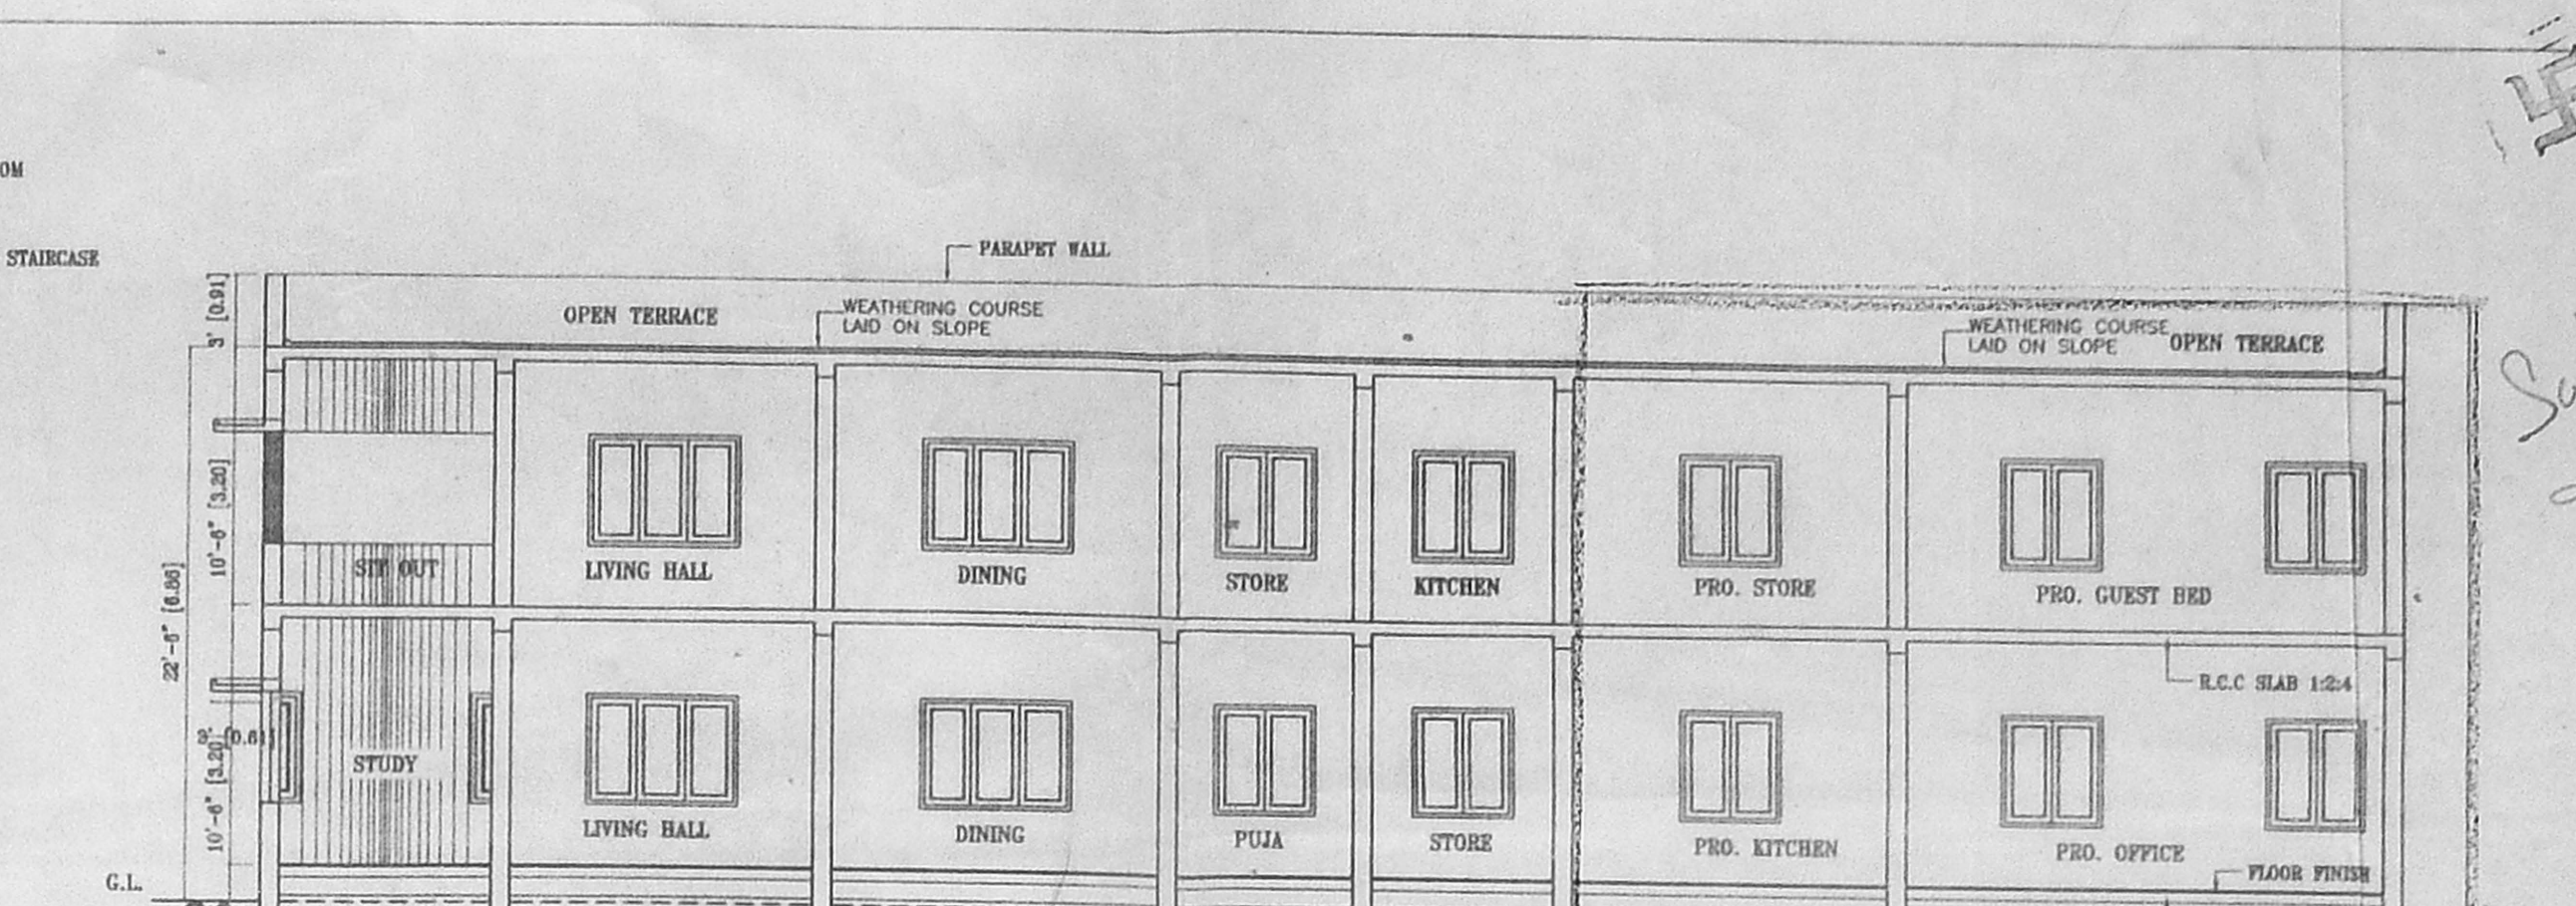 OM
STAIRCASE
PARAPET WALL
3' [0.91]
OPEN TERRACE
WEATHERING COURSE
LAID ON SLOPE
WEATHERING COURSE
LAID ON SLOPE
OPEN TERRACE
10'-6" [3.20]
22'-6" [6.86]
SIT OUT
LIVING HALL
DINING
STORE
KITCHEN
PRO. STORE
PRO. GUEST BED
R.C.C SLAB 1:2:4
[0.61]
10'-6" [3.20]
STUDY
LIVING HALL
DINING
PUJA
STORE
PRO. KITCHEN
PRO. OFFICE
FLOOR FINISH
G.L.